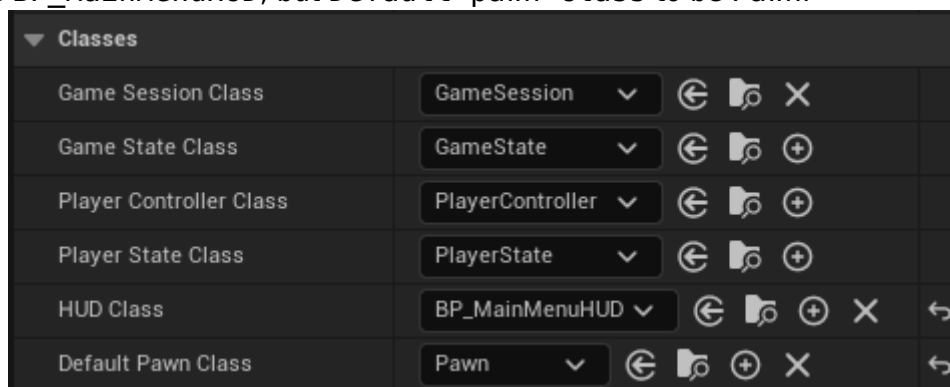 Classes
Game Session Class GameSession
Game State Class GameState
Player Controller Class PlayerController
Player State Class PlayerState
HUD Class BP_MainMenuHUD
Default Pawn Class Pawn